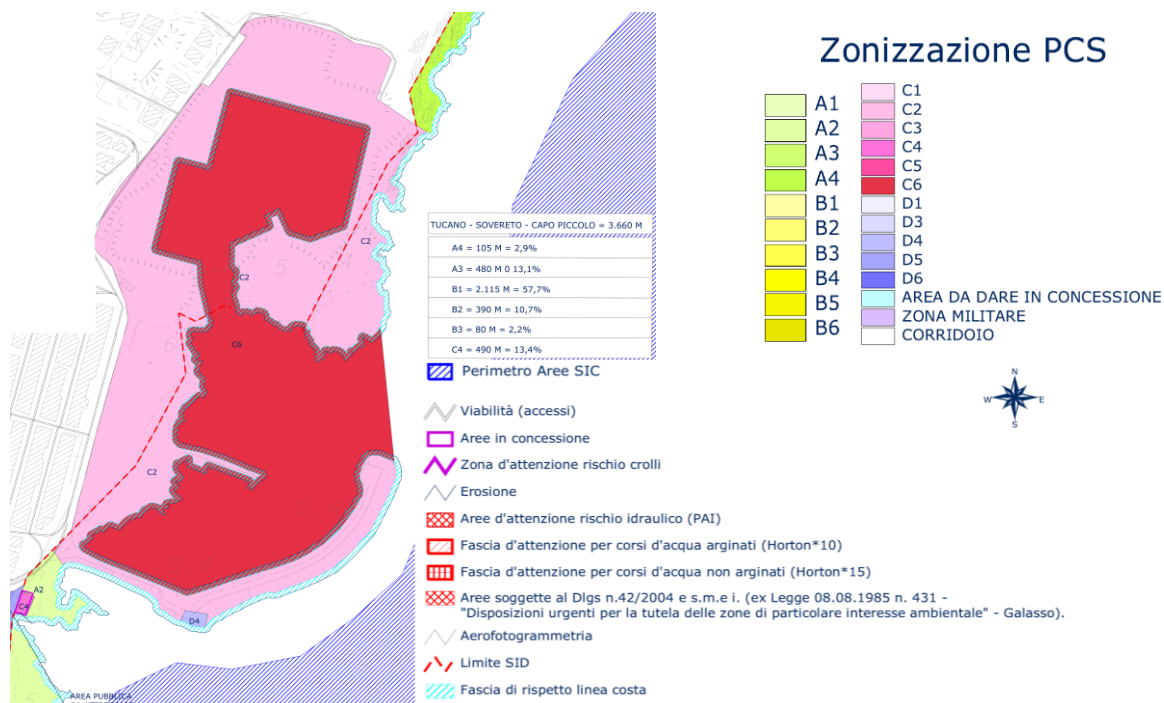 Zonizzazione PCS
A1
A2
A3
A4
B1
B2
B3
B4
B5
B6
C1
C2
C3
C4
C5
C6
D1
D3
D4
D5
D6
AREA DA DARE IN CONCESSIONE
ZONA MILITARE
CORRIDOIO
N
W
E
S
TUCANO - SOVERETO - CAPO PICCOLO = 3.660 M
A4 = 105 M = 2,9%
A3 = 480 M 0 13,1%
B1 = 2.115 M = 57,7%
B2 = 390 M = 10,7%
B3 = 80 M = 2,2%
C4 = 490 M = 13,4%
Perimetro Aree SIC
Viabilità (accessi)
Aree in concessione
Zona d'attenzione rischio crolli
Erosione
Aree d'attenzione rischio idraulico (PAI)
Fascia d'attenzione per corsi d'acqua arginati (Horton*10)
Fascia d'attenzione per corsi d'acqua non arginati (Horton*15)
Aree soggette al Dlgs n.42/2004 e s.m.e i. (ex Legge 08.08.1985 n. 431 -
"Disposizioni urgenti per la tutela delle zone di particolare interesse ambientale" - Galasso).
Aerofotogrammetria
Limite SID
Fascia di rispetto linea costa
C2
C2
C6
C2
A2
C4
D4
AREA PUBBLICA